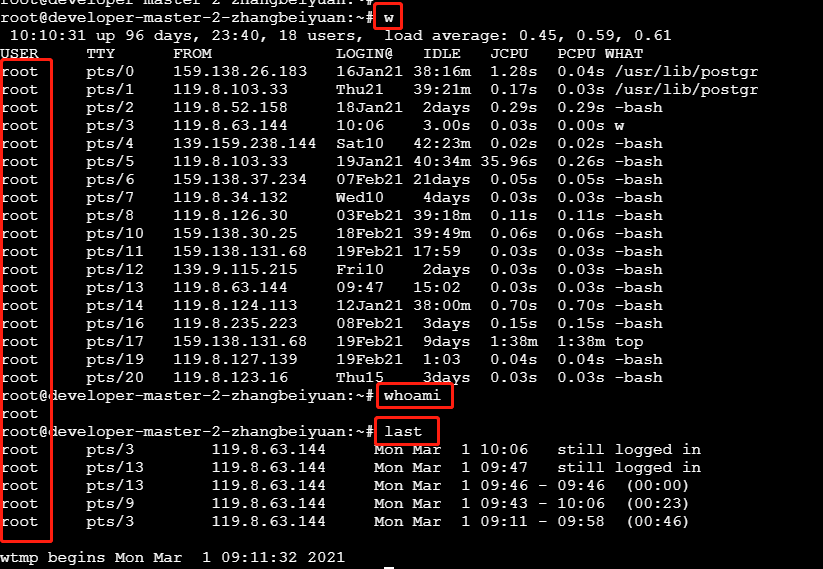 root@developer-master-2-zhangbeiyuan:~#
root@developer-master-2-zhangbeiyuan:~# w
 10:10:31 up 96 days, 23:40, 18 users,  load average: 0.45, 0.59, 0.61
USER     TTY      FROM             LOGIN@   IDLE   JCPU   PCPU WHAT
root     pts/0    159.138.26.183   16Jan21 38:16m  1.28s  0.04s /usr/lib/postgr
root     pts/1    119.8.103.33     Thu21   39:21m  0.17s  0.03s /usr/lib/postgr
root     pts/2    119.8.52.158     18Jan21  2days  0.29s  0.29s -bash
root     pts/3    119.8.63.144     10:06    3.00s  0.03s  0.00s w
root     pts/4    139.159.238.144  Sat10   42:23m  0.02s  0.02s -bash
root     pts/5    119.8.103.33     19Jan21 40:34m 35.96s  0.26s -bash
root     pts/6    159.138.37.234   07Feb21 21days  0.05s  0.05s -bash
root     pts/7    119.8.34.132     Wed10    4days  0.03s  0.03s -bash
root     pts/8    119.8.126.30     03Feb21 39:18m  0.11s  0.11s -bash
root     pts/10   159.138.30.25    18Feb21 39:49m  0.06s  0.06s -bash
root     pts/11   159.138.131.68   19Feb21 17:59   0.03s  0.03s -bash
root     pts/12   139.9.115.215    Fri10    2days  0.03s  0.03s -bash
root     pts/13   119.8.63.144     09:47   15:02   0.03s  0.03s -bash
root     pts/14   119.8.124.113    12Jan21 38:00m  0.70s  0.70s -bash
root     pts/16   119.8.235.223    08Feb21  3days  0.15s  0.15s -bash
root     pts/17   159.138.131.68   19Feb21  9days  1:38m  1:38m top
root     pts/19   119.8.127.139    19Feb21  1:03   0.04s  0.04s -bash
root     pts/20   119.8.123.16     Thu15    3days  0.03s  0.03s -bash
root@developer-master-2-zhangbeiyuan:~# whoami
root
root@developer-master-2-zhangbeiyuan:~# last
root     pts/3        119.8.63.144     Mon Mar  1 10:06   still logged in
root     pts/13       119.8.63.144     Mon Mar  1 09:47   still logged in
root     pts/13       119.8.63.144     Mon Mar  1 09:46 - 09:46  (00:00)
root     pts/9        119.8.63.144     Mon Mar  1 09:43 - 10:06  (00:23)
root     pts/3        119.8.63.144     Mon Mar  1 09:11 - 09:58  (00:46)
wtmp begins Mon Mar  1 09:11:32 2021